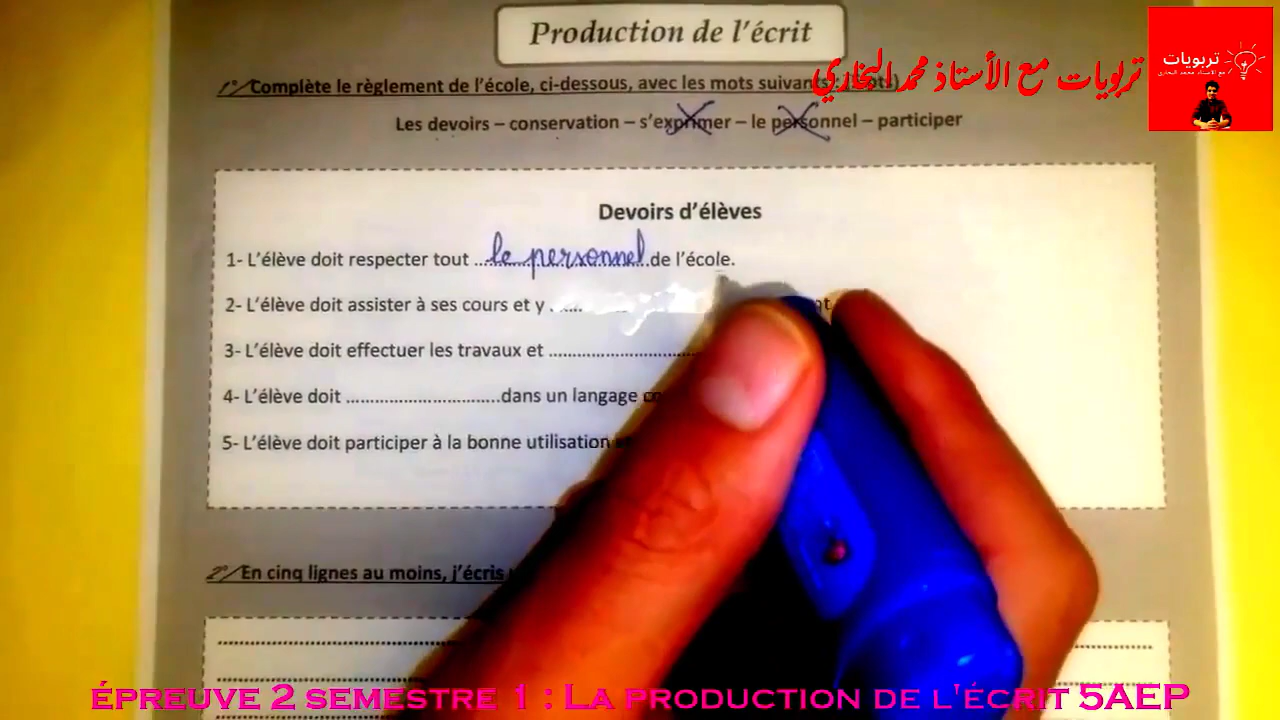 Production de l'écrit
1°/ Complète le règlement de l'école, ci-dessous, avec les mots suivants
تربويات مع الأستاذ محمد البخاري
تربويات
مع الاستاذ محمد البخاري
Les devoirs – conservation – s'exprimer – le personnel – participer
Devoirs d'élèves
1- L'élève doit respecter tout ...le personnel.de l'école.
2- L'élève doit assister à ses cours et y .....
3- L'élève doit effectuer les travaux et ..............................
4- L'élève doit ..............................dans un langage
5- L'élève doit participer à la bonne utilisation
2°/ En cinq lignes au moins, j'écris
épreuve 2 semestre 1 : La production de l'écrit 5AEP